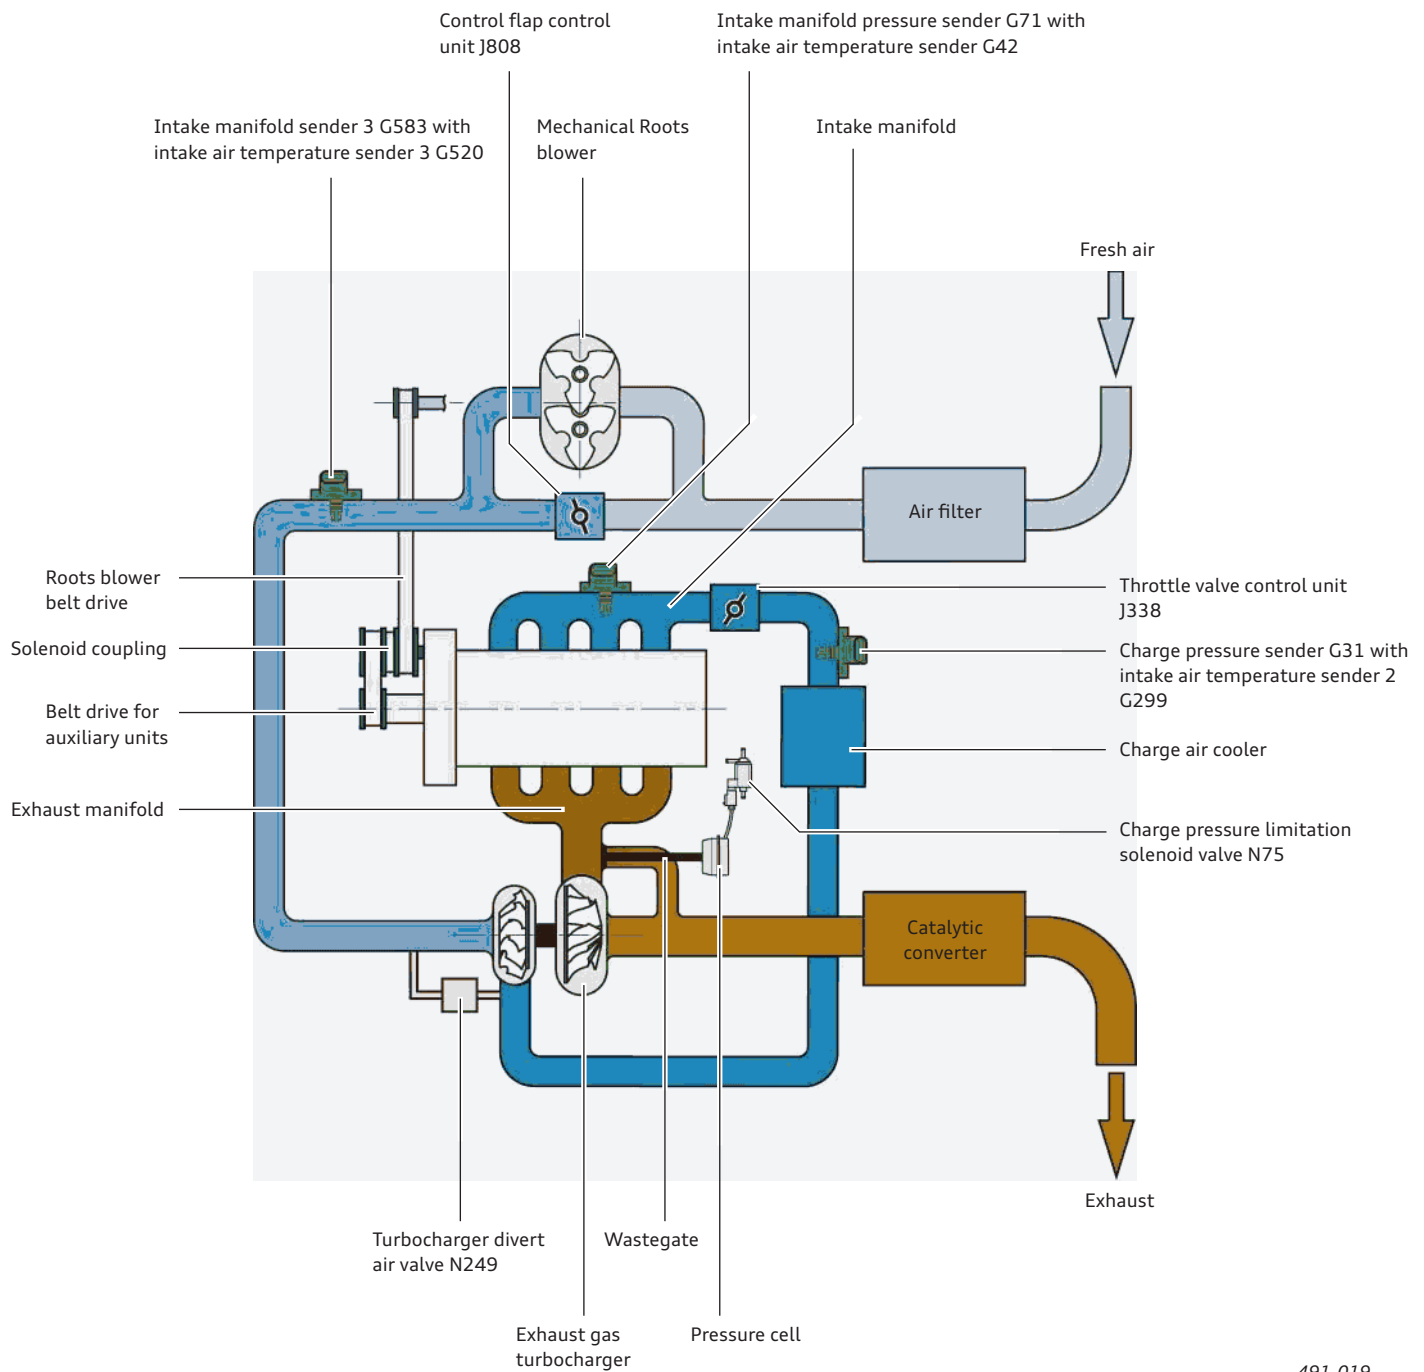 Control flap control
unit J808
Intake manifold pressure sender G71 with
intake air temperature sender G42
Intake manifold sender 3 G583 with
intake air temperature sender 3 G520
Mechanical Roots
blower
Intake manifold
Fresh air
Air filter
Roots blower
belt drive
Throttle valve control unit
J338
Solenoid coupling
Charge pressure sender G31 with
intake air temperature sender 2
G299
Belt drive for
auxiliary units
Charge air cooler
Exhaust manifold
Charge pressure limitation
solenoid valve N75
Catalytic
converter
Exhaust
Turbocharger divert
air valve N249
Wastegate
Exhaust gas
turbocharger
Pressure cell
491_019